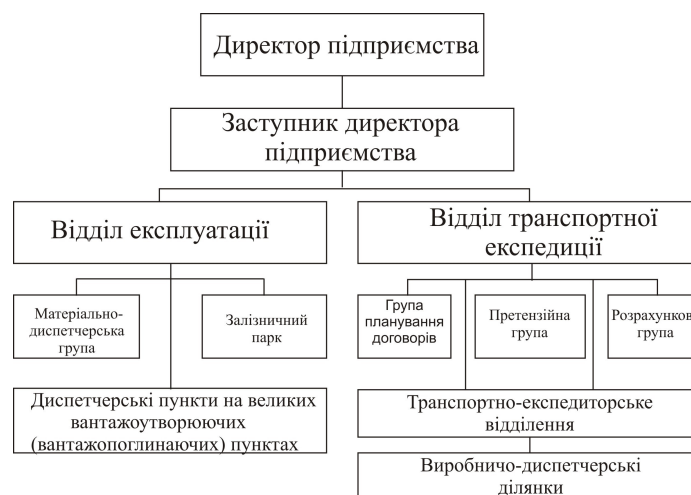 Директор підприємства
Заступник директора
підприємства
Відділ експлуатації
Відділ транспортної
експедиції
Матеріально-
диспетчерська
група
Залізничний
парк
Група
планування
договорів
Претензійна
група
Розрахунков
група
Диспетчерські пункти на великих
вантажоутворюючих
(вантажопоглинаючих) пунктах
Транспортно-експедиторське
відділення
Виробничо-диспетчерські
ділянки